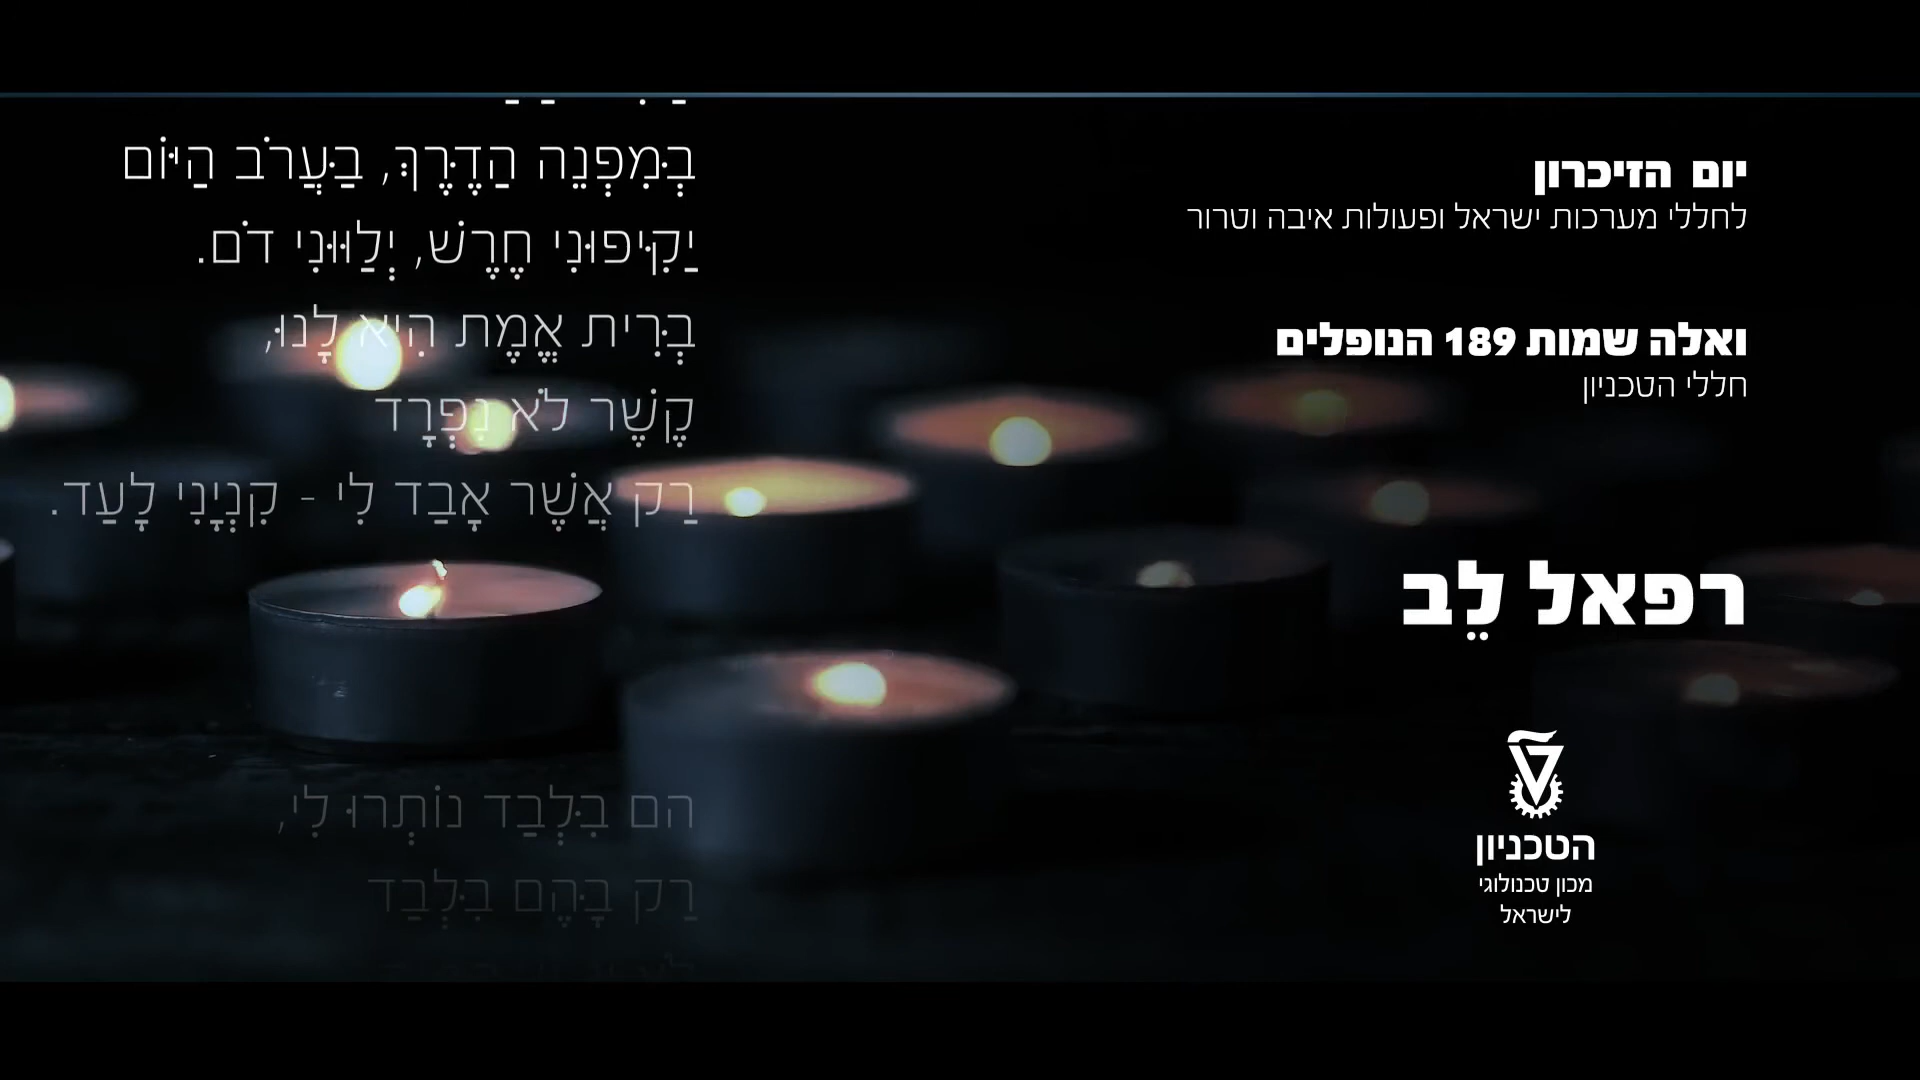 יום הזיכרון
לחללי מערכות ישראל ופעולות איבה וטרור
ואלה שמות 189 הנופלים
חללי הטכניון
רפאל לֵב
הטכניון
מכון טכנולוגי
לישראל
בְּמִפְנֵה הַדֶּרֶךְ, בַּעֲרֹב הַיּוֹם
יַקִּיפוּנִי חֶרֶשׁ, יְלַוּוּנִי דֹם.
בְּרִית אֱמֶת הִיא לָנוּ,
קֶשֶׁר לֹא נִפְרָד
רַק אֲשֶׁר אָבַד לִי - קִנְיָנִי לָעַד.
הֵם בִּלְבַד נוֹתְרוּ לִי,
רַק בָּהֶם בִּלְבַד